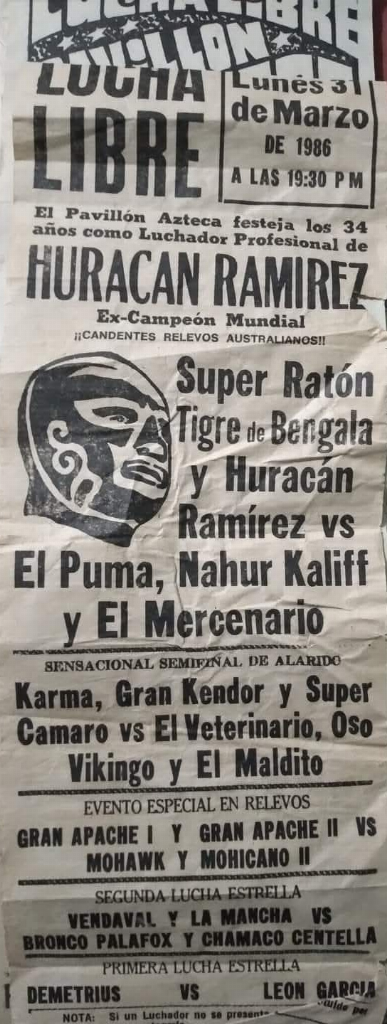 LUCHA LIBRE
PAVILLON
LUCHA
LIBRE
Lunes 31
de Marzo
DE 1986
A LAS 19:30 P M
El Pavillón Azteca festeja los 34
años como Luchador Profesional de
HURACAN RAMIREZ
Ex-Campeón Mundial
¡¡CANDENTES RELEVOS AUSTRALIANOS!!
Super Ratón
Tigre de Bengala
y Huracán
Ramírez vs
El Puma, Nahur Kaliff
y El Mercenario
SENSACIONAL SEMIFINAL DE ALARIDO
Karma, Gran Kendor y Super
Camaro vs El Veterinario, Oso
Vikingo y El Maldito
EVENTO ESPECIAL EN RELEVOS
GRAN APACHE I Y GRAN APACHE II VS
MOHAWK Y MOHICANO II
SEGUNDA LUCHA ESTRELLA
VENDAVAL Y LA MANCHA VS
BRONCO PALAFOX Y CHAMACO CENTELLA
PRIMERA LUCHA ESTRELLA
DEMETRIUS VS LEON GARCIA
NOTA: Si un Luchador no se presenta por